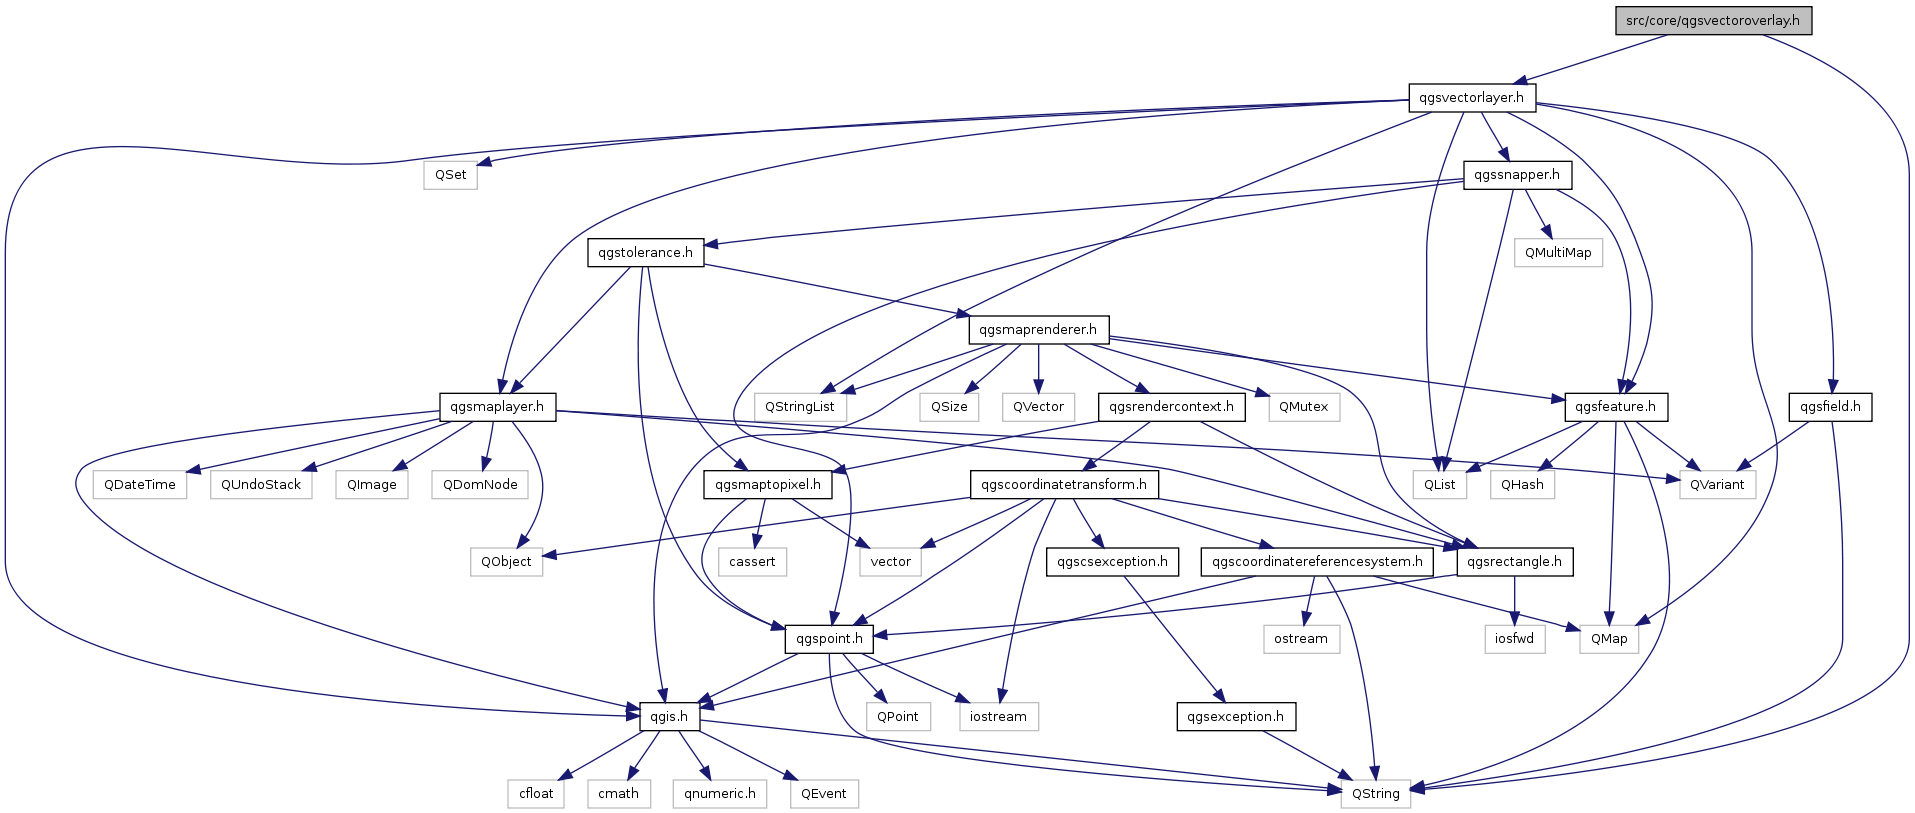 src/core/qgsvectoroverlay.h
qgsvectorlayer.h
QSet
qgssnapper.h
qgstolerance.h
QMultiMap
qgsmaprenderer.h
qgsmaplayer.h
QStringList
QSize
QVector
qgsrendercontext.h
QMutex
qgsfeature.h
qgsfield.h
QDateTime
QUndoStack
QImage
QDomNode
qgsmaptopixel.h
qgscoordinatetransform.h
QList
QHash
QVariant
QObject
cassert
vector
qgscsexception.h
qgscoordinatereferencesystem.h
qgsrectangle.h
qgspoint.h
ostream
iosfwd
QMap
qgis.h
QPoint
iostream
qgsexception.h
cfloat
cmath
qnumeric.h
QEvent
QString